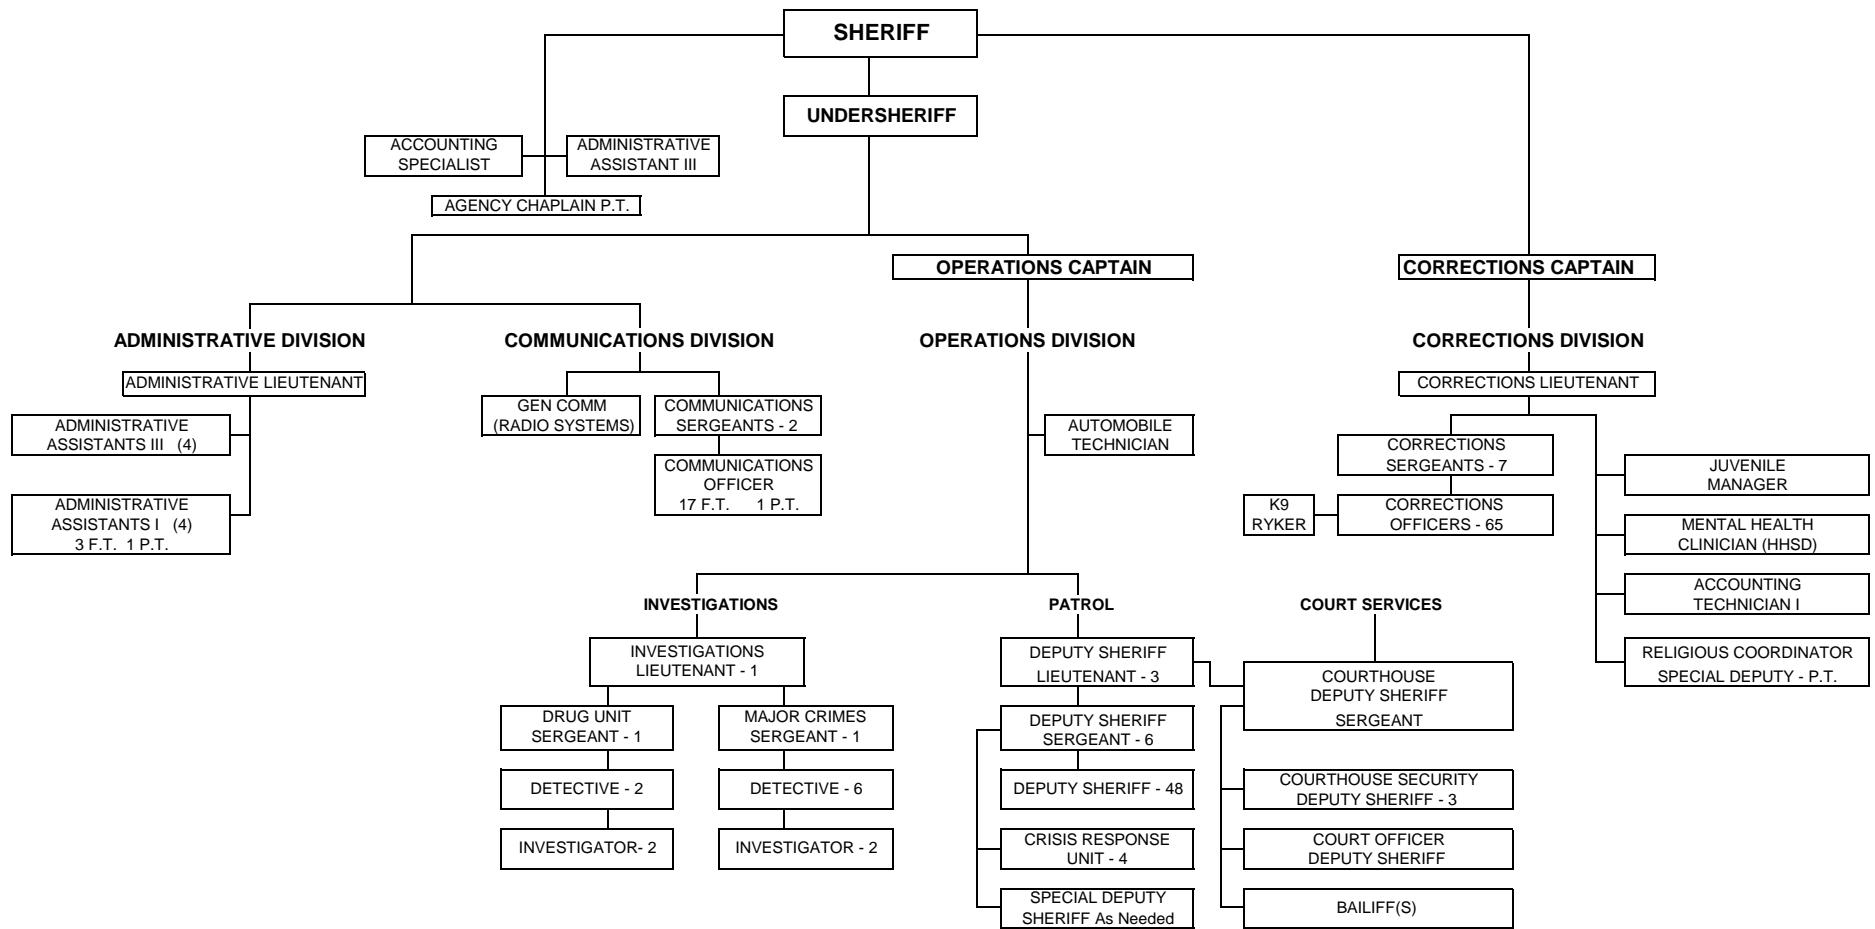 SHERIFF
UNDERSHERIFF
ACCOUNTING
SPECIALIST
ADMINISTRATIVE
ASSISTANT III
AGENCY CHAPLAIN P.T.
OPERATIONS CAPTAIN
CORRECTIONS CAPTAIN
ADMINISTRATIVE DIVISION
COMMUNICATIONS DIVISION
OPERATIONS DIVISION
CORRECTIONS DIVISION
ADMINISTRATIVE LIEUTENANT
ADMINISTRATIVE
ASSISTANTS III (4)
ADMINISTRATIVE
ASSISTANTS I (4)
3 F.T. 1 P.T.
GEN COMM
(RADIO SYSTEMS)
COMMUNICATIONS
SERGEANTS - 2
COMMUNICATIONS
OFFICER
17 F.T. 1 P.T.
AUTOMOBILE
TECHNICIAN
CORRECTIONS LIEUTENANT
CORRECTIONS
SERGEANTS - 7
K9
RYKER
CORRECTIONS
OFFICERS - 65
JUVENILE
MANAGER
MENTAL HEALTH
CLINICIAN (HHSD)
ACCOUNTING
TECHNICIAN I
RELIGIOUS COORDINATOR
SPECIAL DEPUTY - P.T.
INVESTIGATIONS
INVESTIGATIONS
LIEUTENANT - 1
DRUG UNIT
SERGEANT - 1
DETECTIVE - 2
INVESTIGATOR- 2
MAJOR CRIMES
SERGEANT - 1
DETECTIVE - 6
INVESTIGATOR - 2
PATROL
DEPUTY SHERIFF
LIEUTENANT - 3
DEPUTY SHERIFF
SERGEANT - 6
DEPUTY SHERIFF - 48
CRISIS RESPONSE
UNIT - 4
SPECIAL DEPUTY
SHERIFF As Needed
COURT SERVICES
COURTHOUSE
DEPUTY SHERIFF
SERGEANT
COURTHOUSE SECURITY
DEPUTY SHERIFF - 3
COURT OFFICER
DEPUTY SHERIFF
BAILIFF(S)